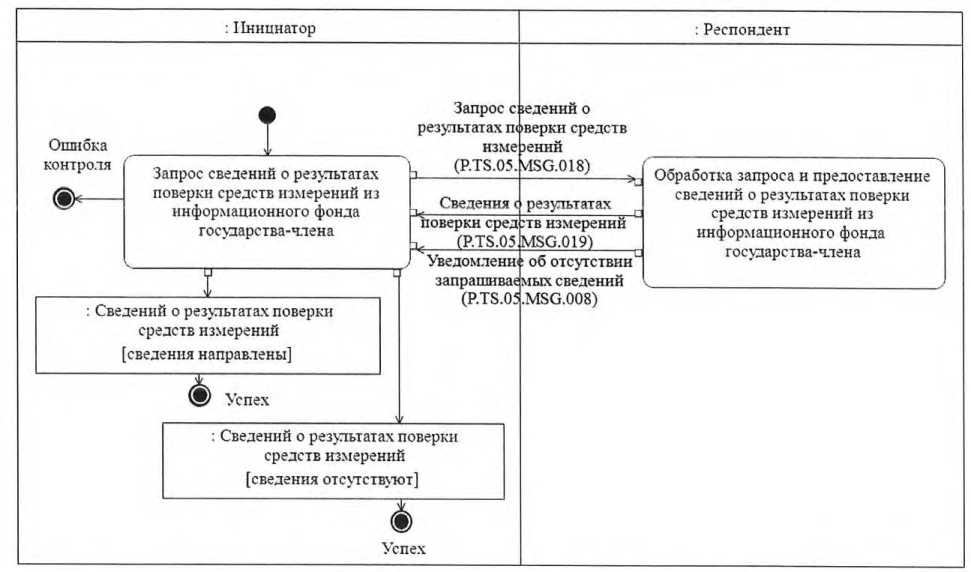 : Инициатор
: Респондент
Ошибка
контроля
Запрос сведений о результатах
поверки средств измерений из
информационного фонда
государства-члена
Запрос сведений о
результатах поверки средств
измерений
(P.TS.05.MSG.018)
Сведения о результатах
поверки средств измерений
(P.TS.05.MSG.019)
Уведомление об отсутствии
запрашиваемых сведений
(P.TS.05.MSG.008)
Обработка запроса и предоставление
сведений о результатах поверки
средств измерений из
информационного фонда
государства-члена
: Сведений о результатах поверки
средств измерений
[сведения направлены]
Успех
: Сведений о результатах поверки
средств измерений
[сведения отсутствуют]
Успех